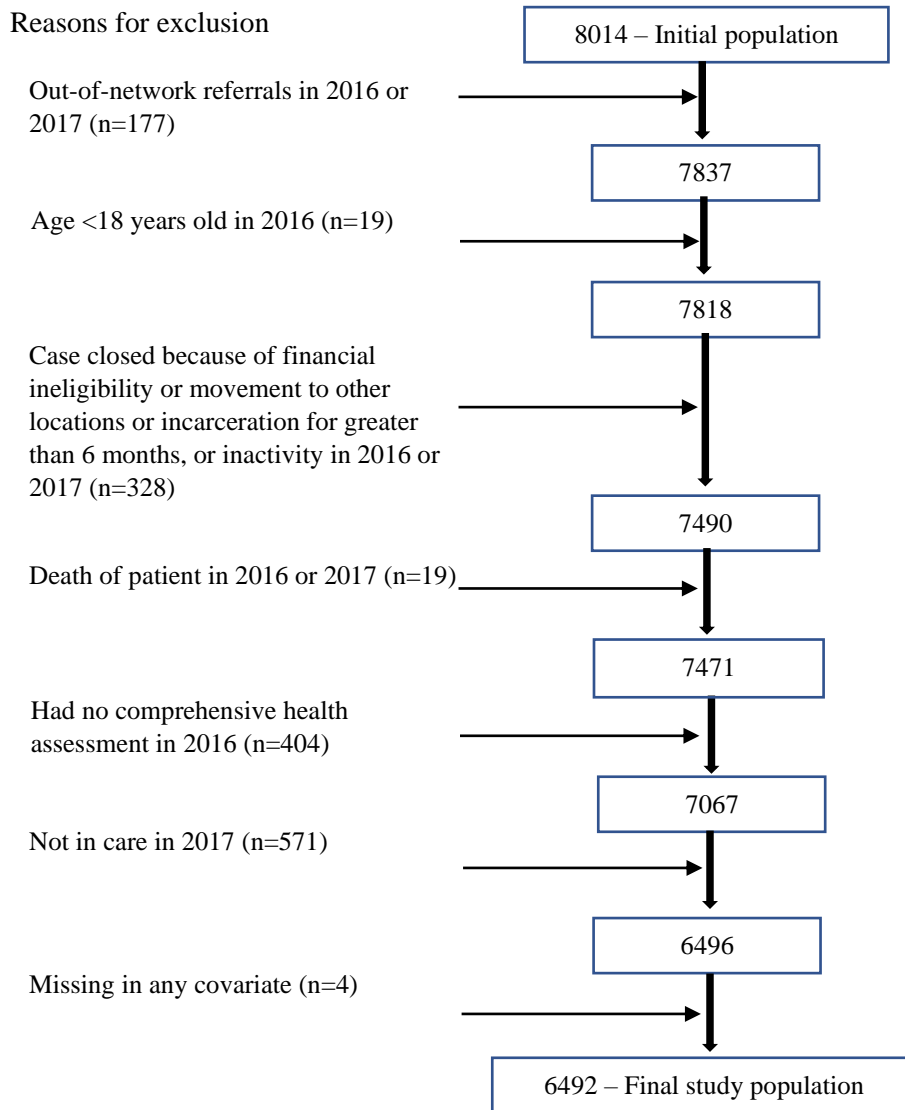 Reasons for exclusion
8014 – Initial population
Out-of-network referrals in 2016 or
2017 (n=177)
7837
Age <18 years old in 2016 (n=19)
7818
Case closed because of financial
ineligibility or movement to other
locations or incarceration for greater
than 6 months, or inactivity in 2016 or
2017 (n=328)
7490
Death of patient in 2016 or 2017 (n=19)
7471
Had no comprehensive health
assessment in 2016 (n=404)
7067
Not in care in 2017 (n=571)
6496
Missing in any covariate (n=4)
6492 – Final study population